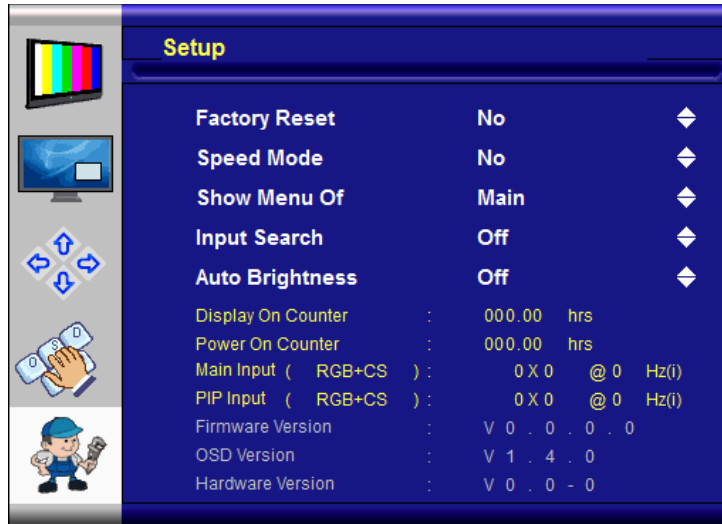 Setup
Factory Reset No
Speed Mode No
Show Menu Of Main
Input Search Off
Auto Brightness Off
Display On Counter : 000.00 hrs
Power On Counter : 000.00 hrs
Main Input ( RGB+CS ) : 0 X 0 @ 0 Hz(i)
PIP Input ( RGB+CS ) : 0 X 0 @ 0 Hz(i)
Firmware Version : V 0 . 0 . 0 . 0
OSD Version : V 1 . 4 . 0
Hardware Version : V 0 . 0 - 0
O S D